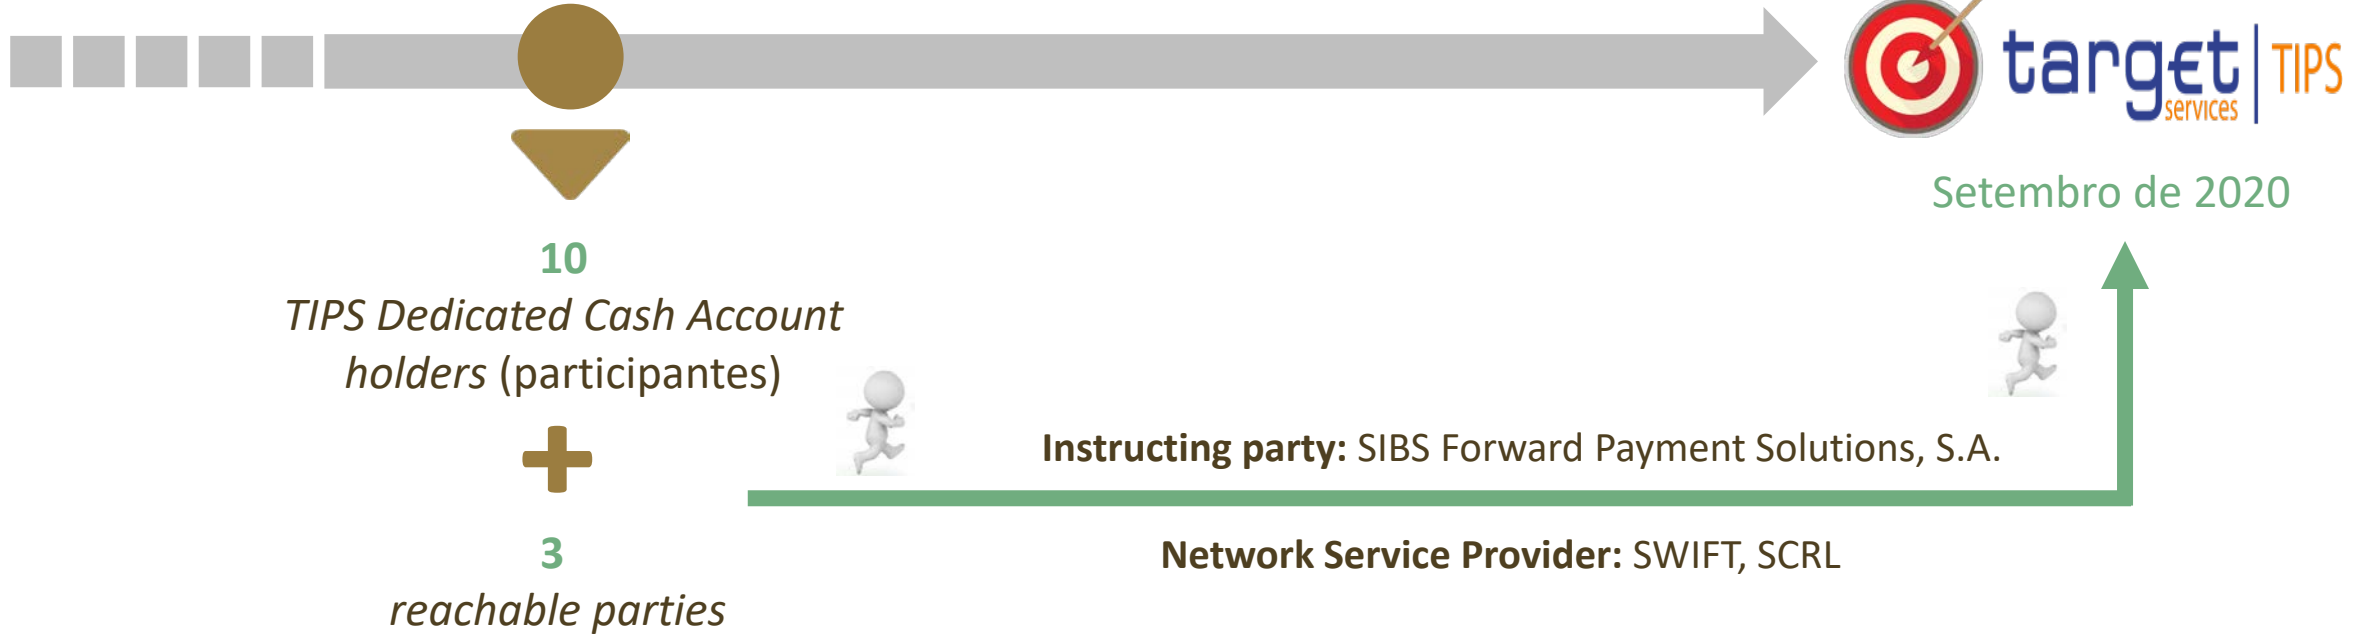 target
services
TIPS
Setembro de 2020
10
TIPS Dedicated Cash Account
holders (participantes)
+
3
reachable parties
Instructing party: SIBS Forward Payment Solutions, S.A.
Network Service Provider: SWIFT, SCRL